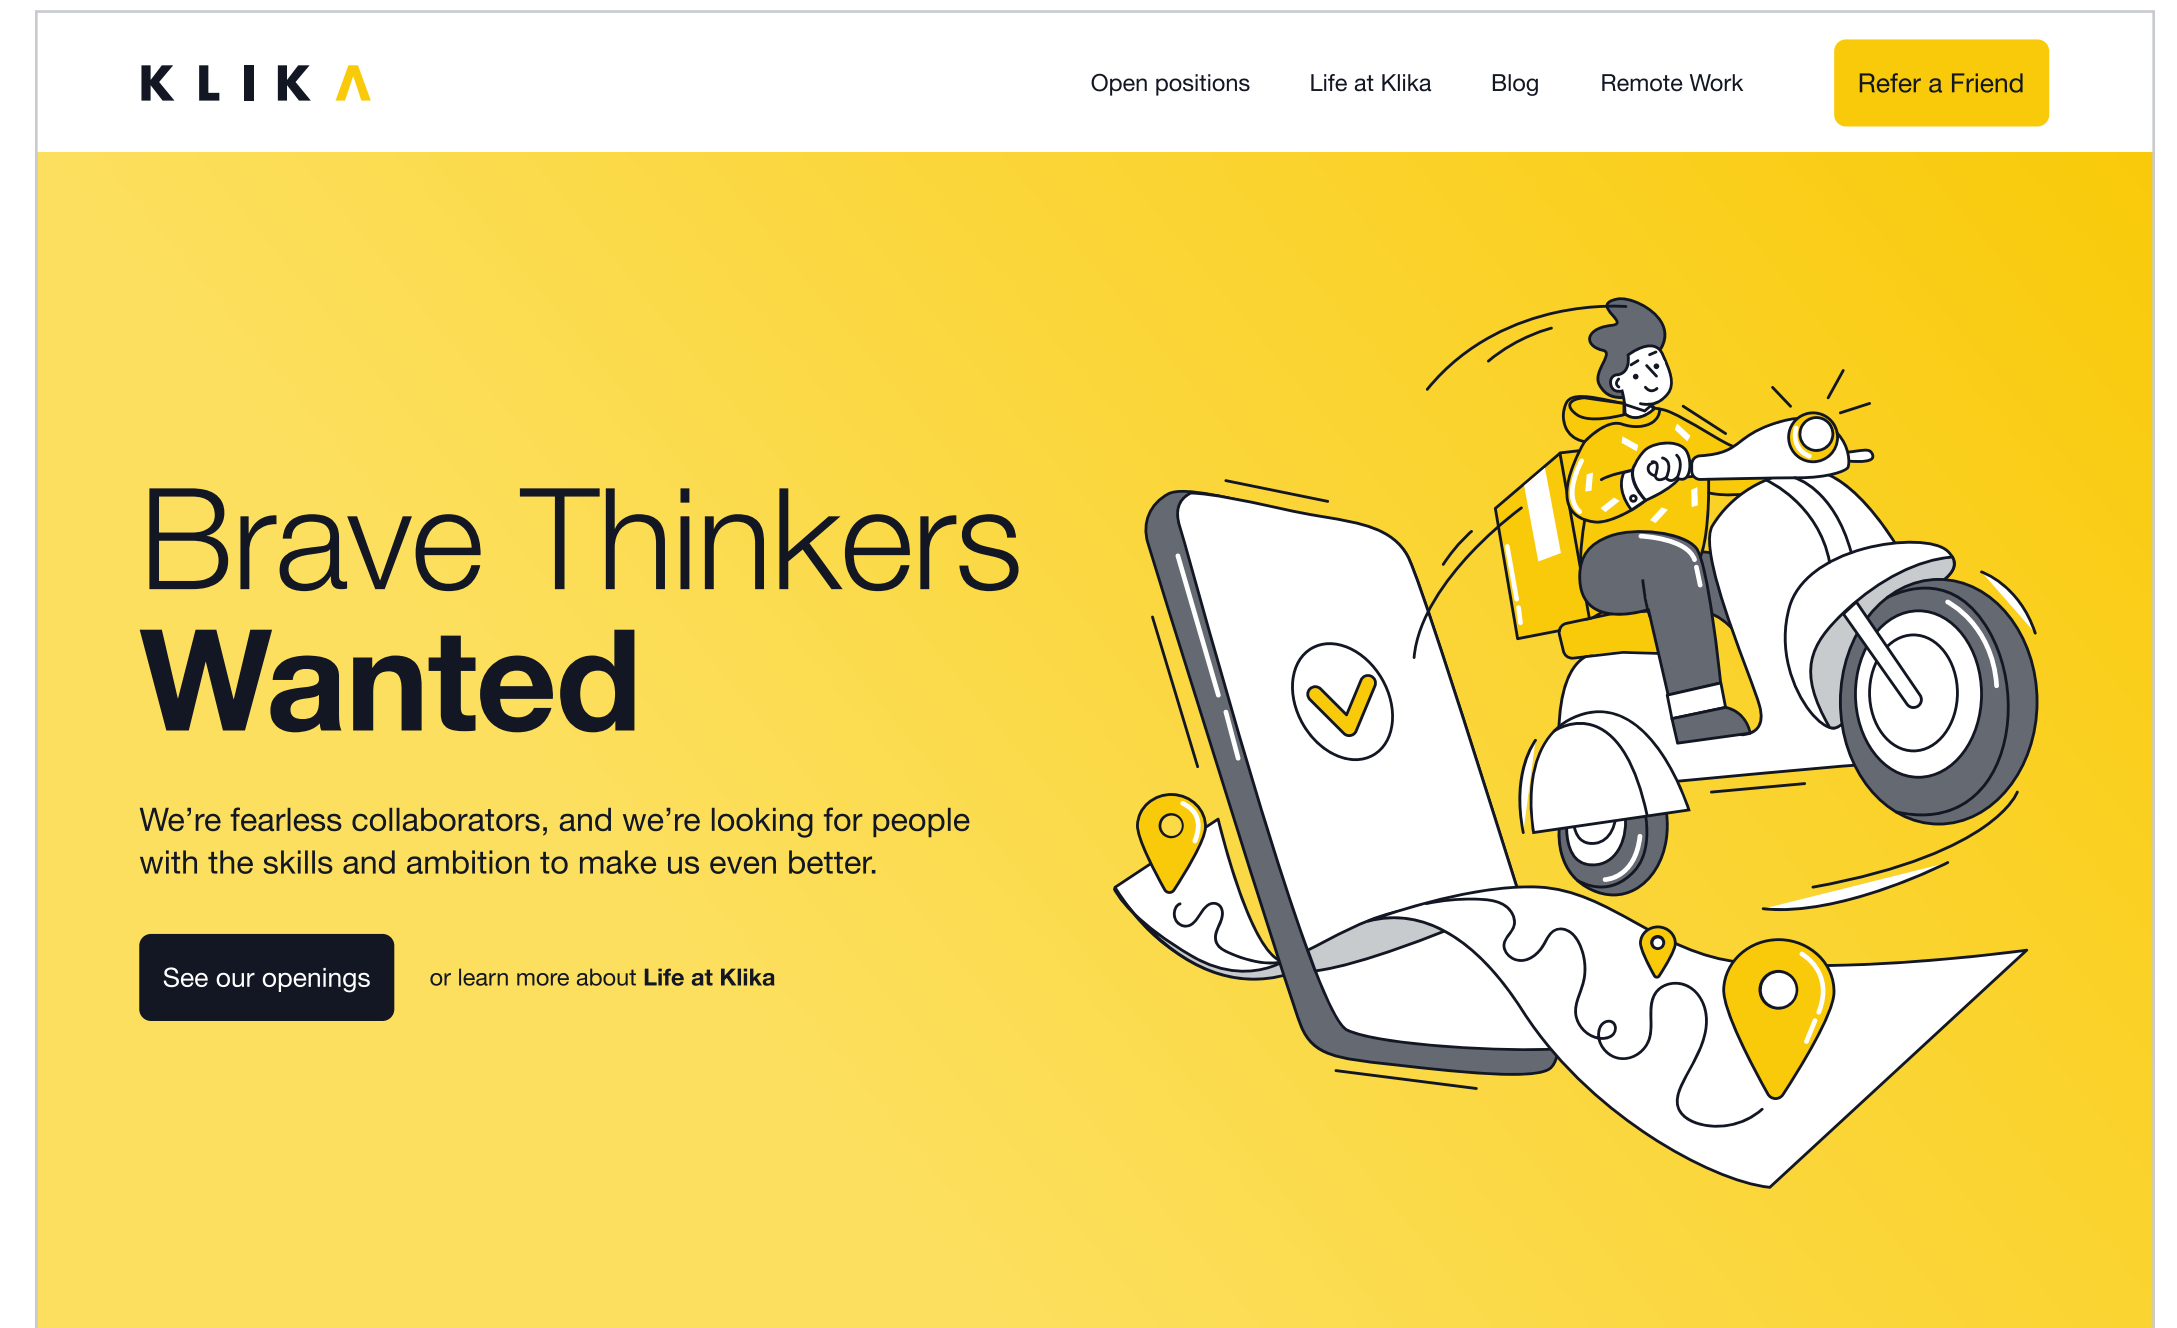 KLIKA
Open positions
Life at Klika
Blog
Remote Work
Refer a Friend
Brave Thinkers
Wanted
We’re fearless collaborators, and we’re looking for people
with the skills and ambition to make us even better.
See our openings
or learn more about Life at Klika